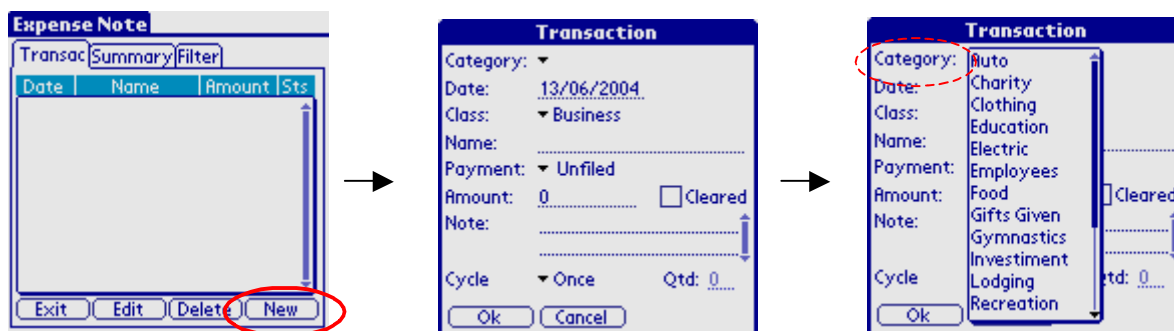 Expense Note
Transac Summary Filter
Date Name Amount Sts
Exit Edit Delete New
Transaction
Category:
Date: 13/06/2004
Class: Business
Name:
Payment: Unfiled
Amount: 0 Cleared
Note:
Cycle Once Qtd: 0
Ok Cancel
Transaction
Category: Auto
Date: Charity
Class: Clothing
Education
Name: Electric
Payment: Employees
Amount: Food Cleared
Note: Gifts Given
Gymnastics
Investiment
Cycle Lodging td: 0
Ok Recreation